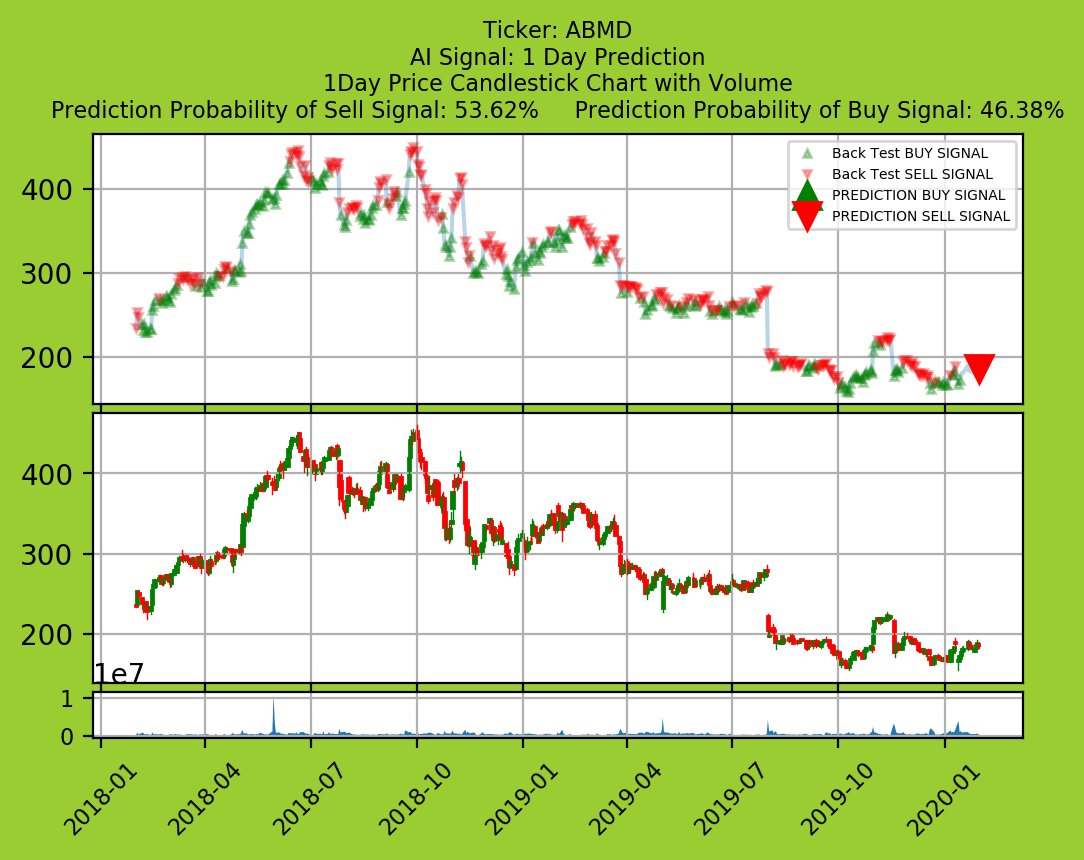 Ticker: ABMD
AI Signal: 1 Day Prediction
1Day Price Candlestick Chart with Volume
Prediction Probability of Sell Signal: 53.62% Prediction Probability of Buy Signal: 46.38%
Back Test BUY SIGNAL
Back Test SELL SIGNAL
PREDICTION BUY SIGNAL
PREDICTION SELL SIGNAL
400
300
200
400
300
200
1e7
1
0
2018-01
2018-04
2018-07
2018-10
2019-01
2019-04
2019-07
2019-10
2020-01